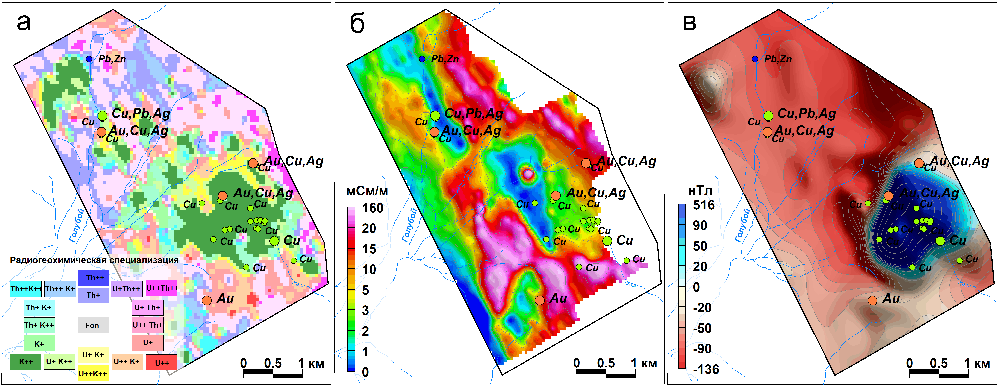 а
Pb,Zn
Cu,Pb,Ag
Cu
Au,Cu,Ag
Cu
Au,Cu,Ag
Cu
Au,Cu,Ag
Cu
Cu
Cu
Cu
Cu
Cu
Cu
Cu
Cu
Au
Голубой
Сестра
Радиогеохимическая специализация
Th++
Th++K++
Th++ K+
Th+
U+Th++
U++Th++
Th+ K+
U+ Th+
Th+ K++
Fon
U++ Th+
K+
U+
U+ K+
K++
U+ K++
U++ K+
U++
U++K++
0 0.5 1 км
б
Pb,Zn
Cu,Pb,Ag
Cu
Au,Cu,Ag
Cu
Au,Cu,Ag
Cu
Au,Cu,Ag
Cu
Cu
Cu
Cu
Cu
Cu
Cu
Cu
Cu
Au
Голубой
Сестра
мСм/м
160
20
15
10
5
3
2
1
0
0 0.5 1 км
в
Pb,Zn
Cu,Pb,Ag
Cu
Au,Cu,Ag
Cu
Au,Cu,Ag
Cu
Au,Cu,Ag
Cu
Cu
Cu
Cu
Cu
Cu
Cu
Cu
Cu
Au
Голубой
Сестра
нТл
516
90
50
20
0
-20
-50
-90
-136
0 0.5 1 км